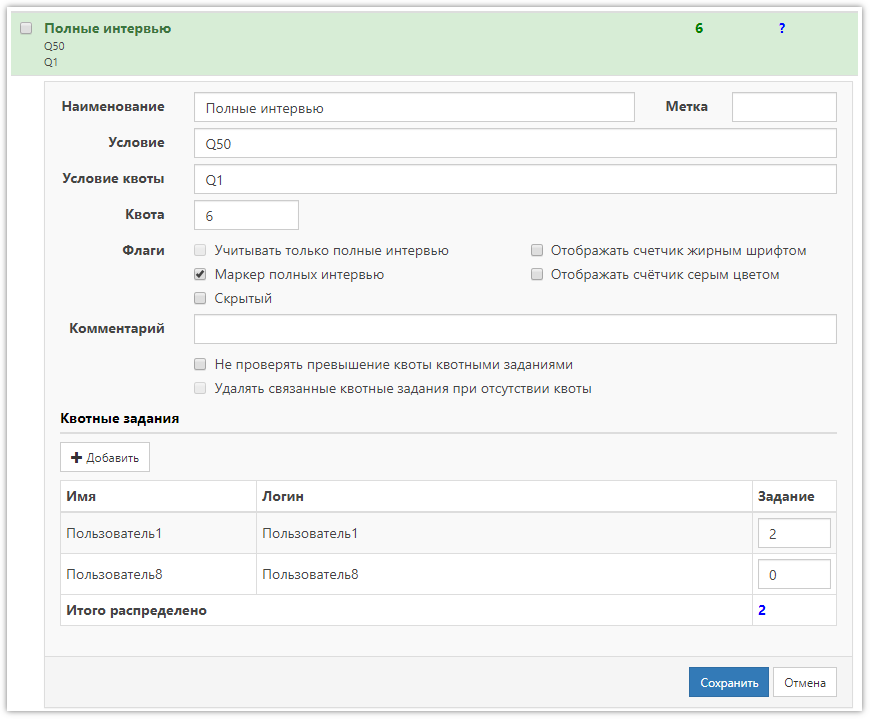 Полные интервью 6 ?
Q50
Q1
Наименование Полные интервью Метка
Условие Q50
Условие квоты Q1
Квота 6
Флаги Учитывать только полные интервью Отображать счетчик жирным шрифтом
Маркер полных интервью Отображать счётчик серым цветом
Скрытый
Комментарий
Не проверять превышение квоты квотными заданиями
Удалять связанные квотные задания при отсутствии квоты
Квотные задания
Добавить
Имя Логин Задание
Пользователь1 Пользователь1 2
Пользователь8 Пользователь8 0
Итого распределено 2
Сохранить Отмена